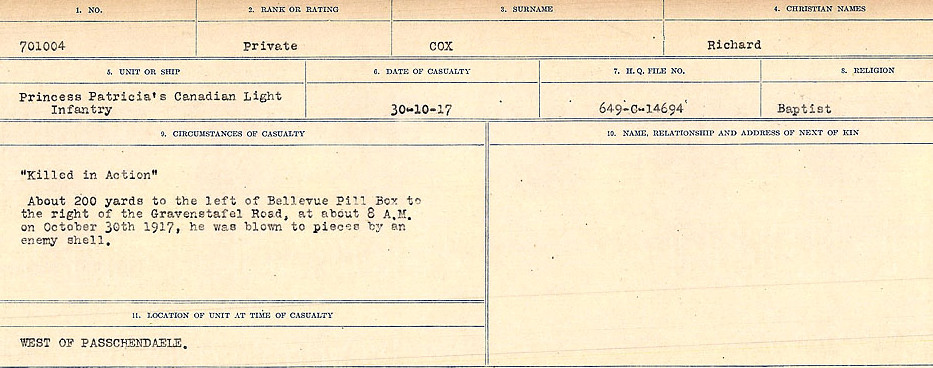 1. NO.
2. RANK OR RATING
3. SURNAME
4. CHRISTIAN NAMES
701004
Private
COX
Richard
5. UNIT OR SHIP
6. DATE OF CASUALTY
7. H. Q. FILE NO.
8. RELIGION
Princess Patricia's Canadian Light
Infantry
30-10-17
649-C-14694
Baptist
9. CIRCUMSTANCES OF CASUALTY
"Killed in Action"
About 200 yards to the left of Bellevue Pill Box to
the right of the Gravenstafel Road, at about 8 A.M.
on October 30th 1917, he was blown to pieces by an
enemy shell.
10. NAME, RELATIONSHIP AND ADDRESS OF NEXT OF KIN
11. LOCATION OF UNIT AT TIME OF CASUALTY
WEST OF PASSCHENDAELE.